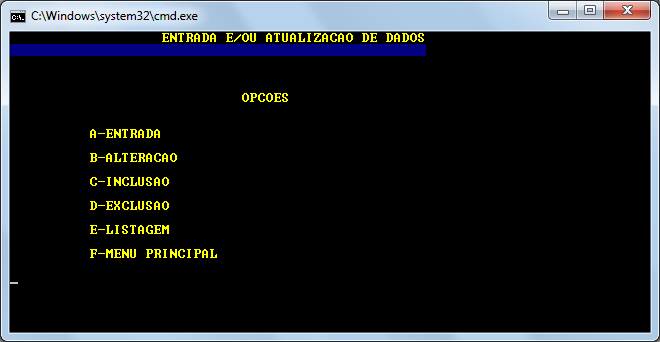 C:\Windows\system32\cmd.exe
ENTRADA E/OU ATUALIZACAO DE DADOS
OPCOES
A-ENTRADA
B-ALTERACAO
C-INCLUSAO
D-EXCLUSAO
E-LISTAGEM
F-MENU PRINCIPAL